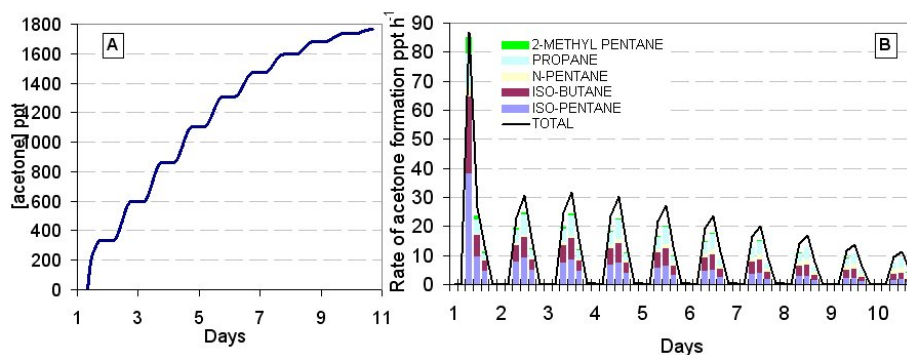 A
[acetone] ppt
1800
1600
1400
1200
1000
800
600
400
200
0
1 3 5 7 9 11
Days
B
Rate of acetone formation ppt h-1
90
80
70
60
50
40
30
20
10
0
2-METHYL PENTANE
PROPANE
N-PENTANE
ISO-BUTANE
ISO-PENTANE
TOTAL
1 2 3 4 5 6 7 8 9 10
Days